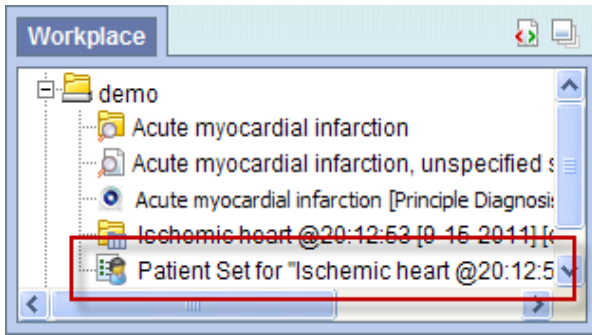 Workplace
demo
Acute myocardial infarction
Acute myocardial infarction, unspecified s
Acute myocardial infarction [Principle Diagnosis
Ischemic heart @20:12:53 [9-15-2011] [
Patient Set for "Ischemic heart @20:12:5